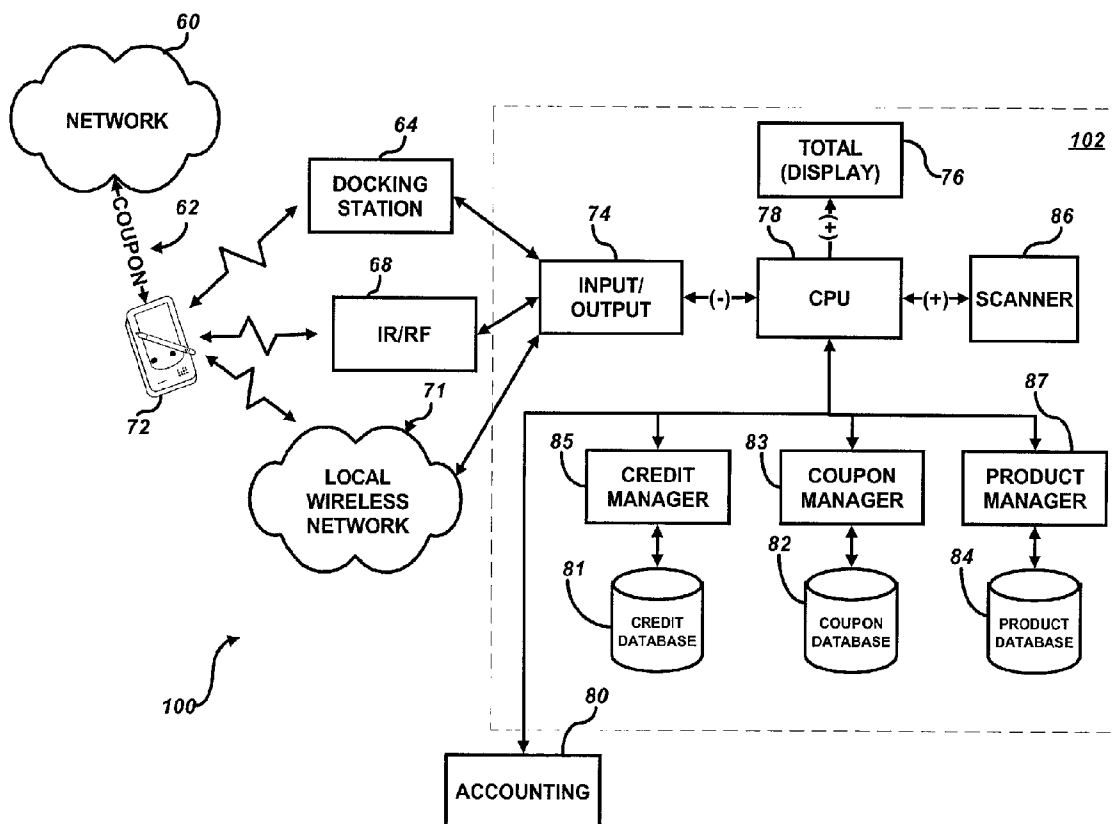 60
NETWORK
COUPON
62
72
64
DOCKING
STATION
68
IR/RF
71
LOCAL
WIRELESS
NETWORK
100
102
TOTAL
(DISPLAY)
76
(+)
74
INPUT/
OUTPUT
(-)
78
CPU
(+)
86
SCANNER
85
CREDIT
MANAGER
83
COUPON
MANAGER
87
PRODUCT
MANAGER
81
CREDIT
DATABASE
82
COUPON
DATABASE
84
PRODUCT
DATABASE
80
ACCOUNTING